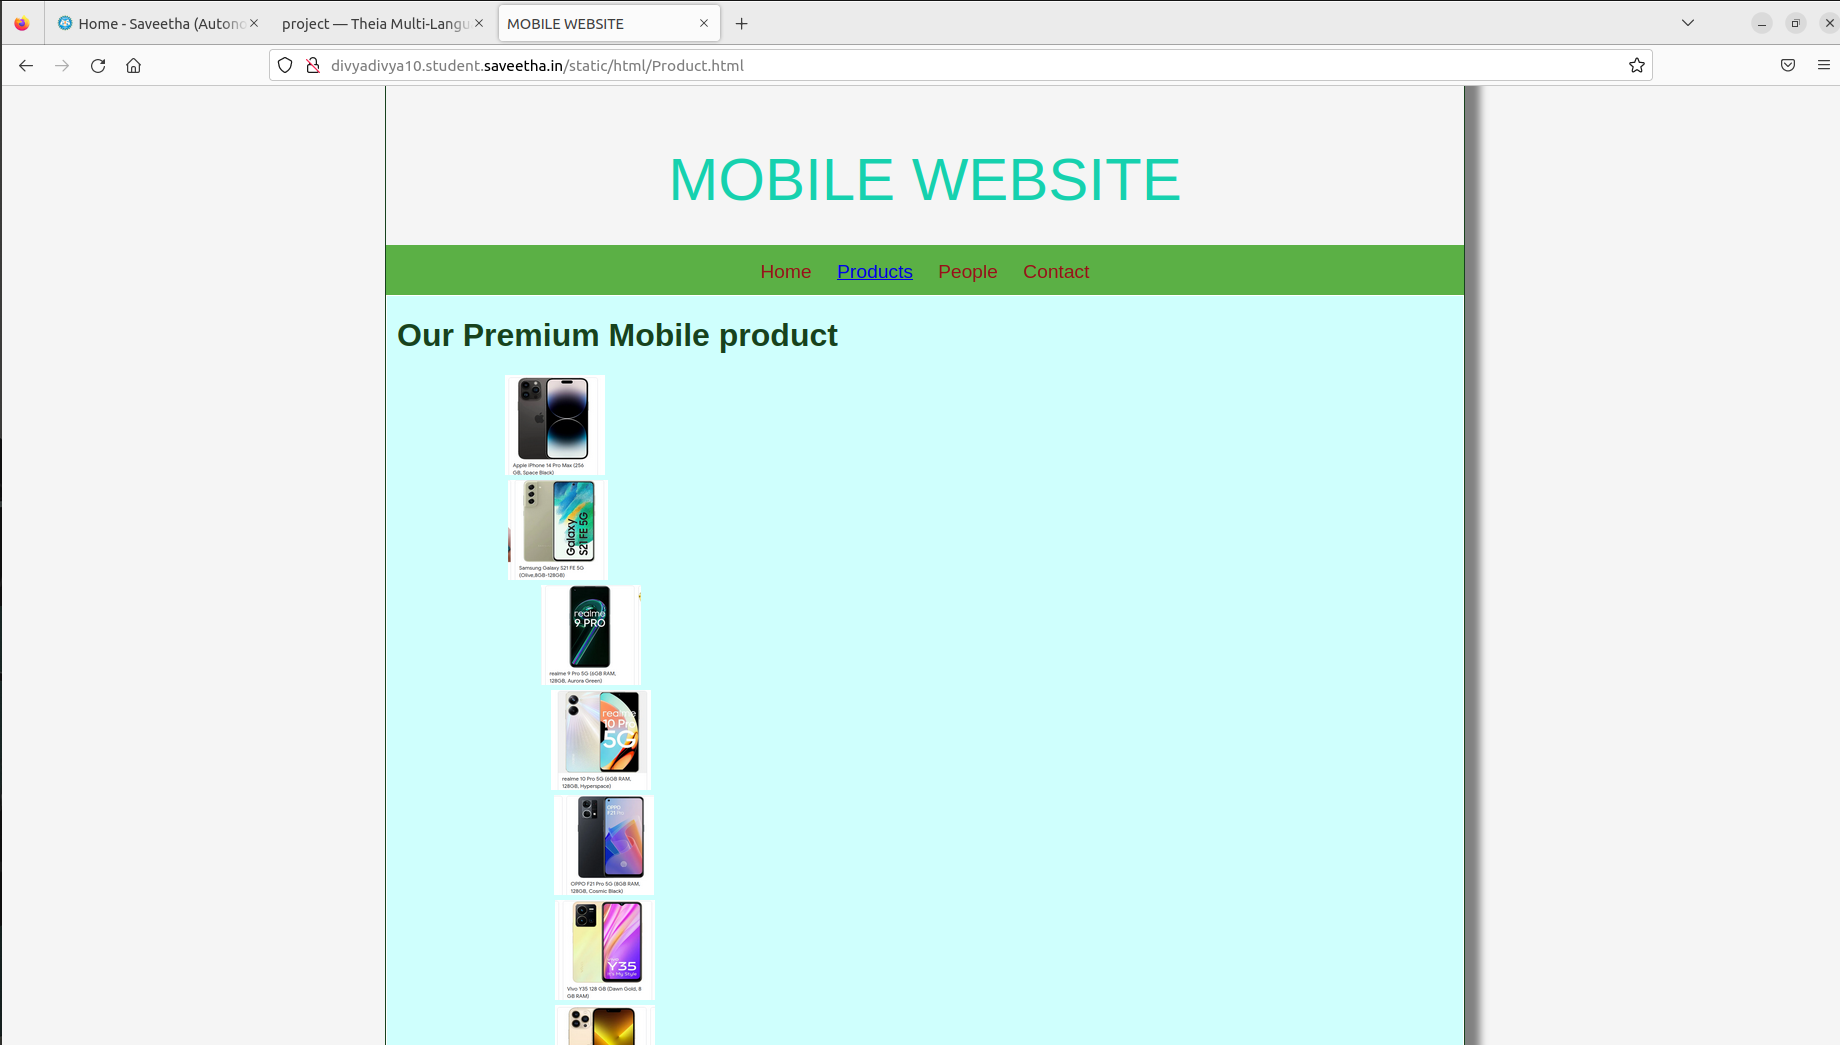 Home - Saveetha (Autono
project — Theia Multi-Langu
MOBILE WEBSITE
divyadivya10.student.saveetha.in/static/html/Product.html
MOBILE WEBSITE
Home Products People Contact
Our Premium Mobile product
Apple iPhone 14 Pro Max (256
GB, Space Black)
Galaxy
S21 FE 5G
Samsung Galaxy S21 FE 5G
(Olive,8GB-128GB)
realme
9 PRO
realme 9 Pro 5G (6GB RAM,
128GB, Aurora Green)
realme
10 Pro
5G
realme 10 Pro 5G (6GB RAM,
128GB, Hyperspace)
OPPO
F21 Pro
OPPO F21 Pro 5G (8GB RAM,
128GB, Cosmic Black)
Y35
It's My Style
Vivo Y35 128 GB (Dawn Gold, 8
GB RAM)